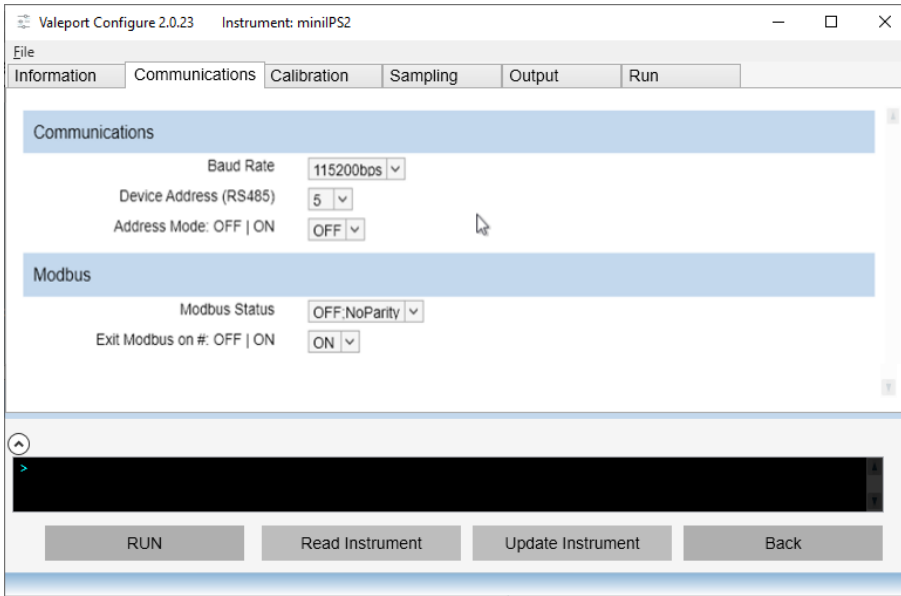 Valeport Configure 2.0.23 Instrument: miniIPS2
File
Information Communications Calibration Sampling Output Run
Communications
Baud Rate 115200bps
Device Address (RS485) 5
Address Mode: OFF | ON OFF
Modbus
Modbus Status OFF;NoParity
Exit Modbus on #: OFF | ON ON
>
RUN Read Instrument Update Instrument Back